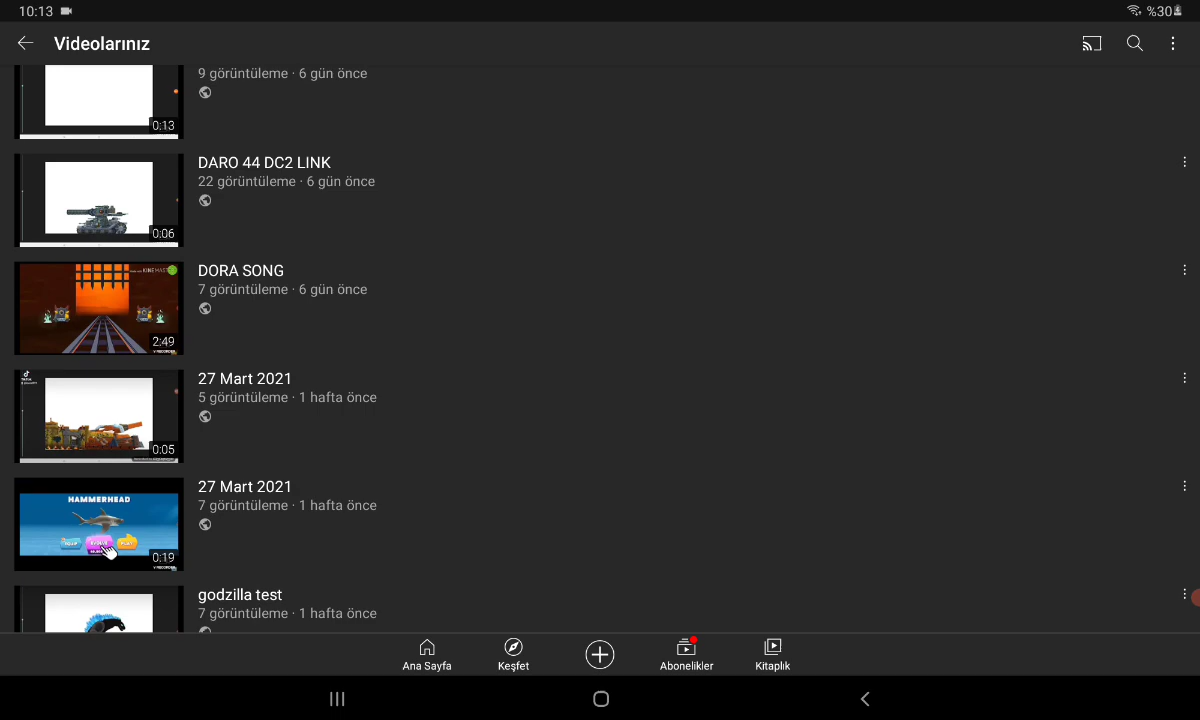 10:13
%30
Videolarınız
9 görüntüleme · 6 gün önce
0:13
DARO 44 DC2 LINK
22 görüntüleme · 6 gün önce
0:06
DORA SONG
7 görüntüleme · 6 gün önce
KINEMASTER
2:49
27 Mart 2021
5 görüntüleme · 1 hafta önce
0:05
27 Mart 2021
7 görüntüleme · 1 hafta önce
HAMMERHEAD
0:19
godzilla test
7 görüntüleme · 1 hafta önce
Ana Sayfa
Keşfet
Abonelikler
Kitaplık